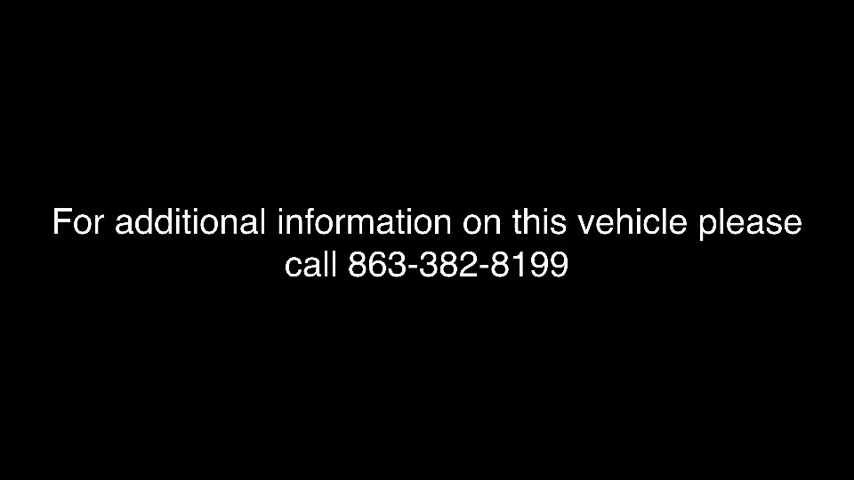 For additional information on this vehicle please
call 863-382-8199